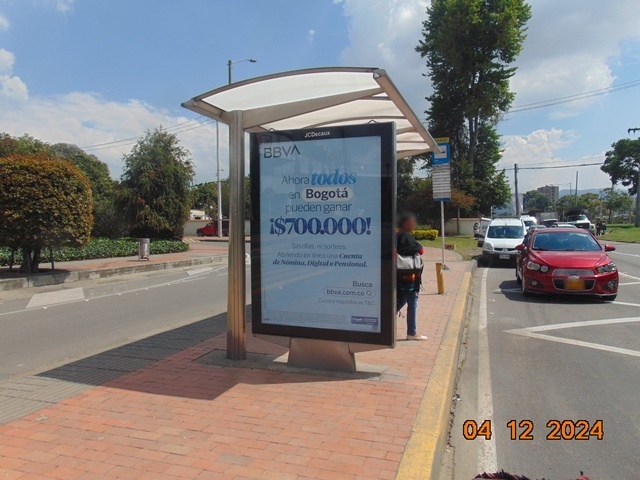 JCDecaux
BBVA
Ahora todos
en Bogotá
pueden ganar
¡$700.000!
Sin rifas, ni sorteos.
Abriendo en línea una Cuenta
de Nómina, Digital o Pensional.
Busca
bbva.com.co
04 12 2024